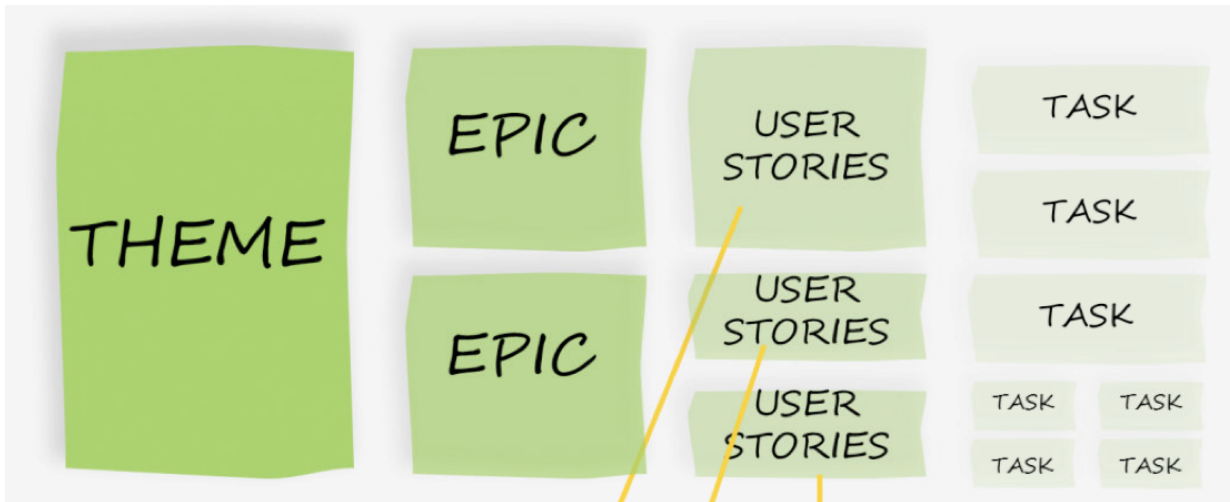 THEME
EPIC
EPIC
USER
STORIES
USER
STORIES
USER
STORIES
TASK
TASK
TASK
TASK
TASK
TASK
TASK